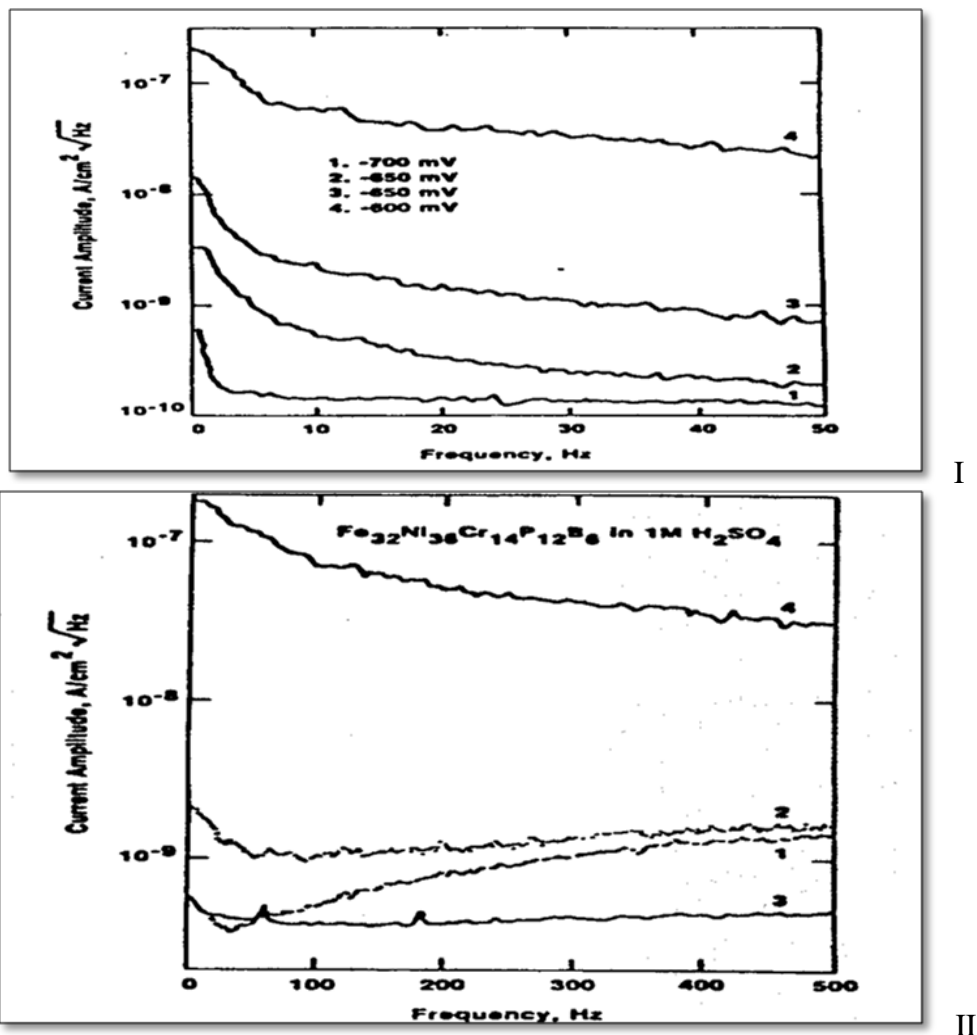 10⁻⁷
10⁻⁸
10⁻⁹
10⁻¹⁰
Current Amplitude, A/cm² √Hz
1. -700 mV
2. -650 mV
3. -650 mV
4. -600 mV
4
3
2
1
0 10 20 30 40 50
Frequency, Hz
I
Fe₃₂Ni₃₆Cr₁₄P₁₂B₆ in 1M H₂SO₄
10⁻⁷
10⁻⁸
10⁻⁹
Current Amplitude, A/cm² √Hz
4
2
1
3
0 100 200 300 400 500
Frequency, Hz
II